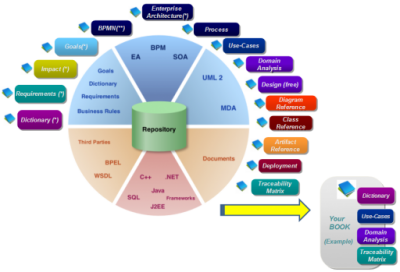 Enterprise
Architecture(*)
BPMN(**)
Process
Goals(*)
Use-Cases
Impact (*)
Domain
Analysis
Requirements (*)
Design (free)
Dictionary (*)
Diagram
Reference
Class
Reference
Artifact
Reference
Deployment
Traceability
Matrix
BPM
EA
SOA
Goals
Dictionary
Requirements
Business Rules
UML 2
MDA
Repository
Third Parties
BPEL
WSDL
Documents
C++
.NET
Java
SQL
Frameworks
J2EE
Your
BOOK
(Example)
Dictionary
Use-Cases
Domain
Analysis
Traceability
Matrix